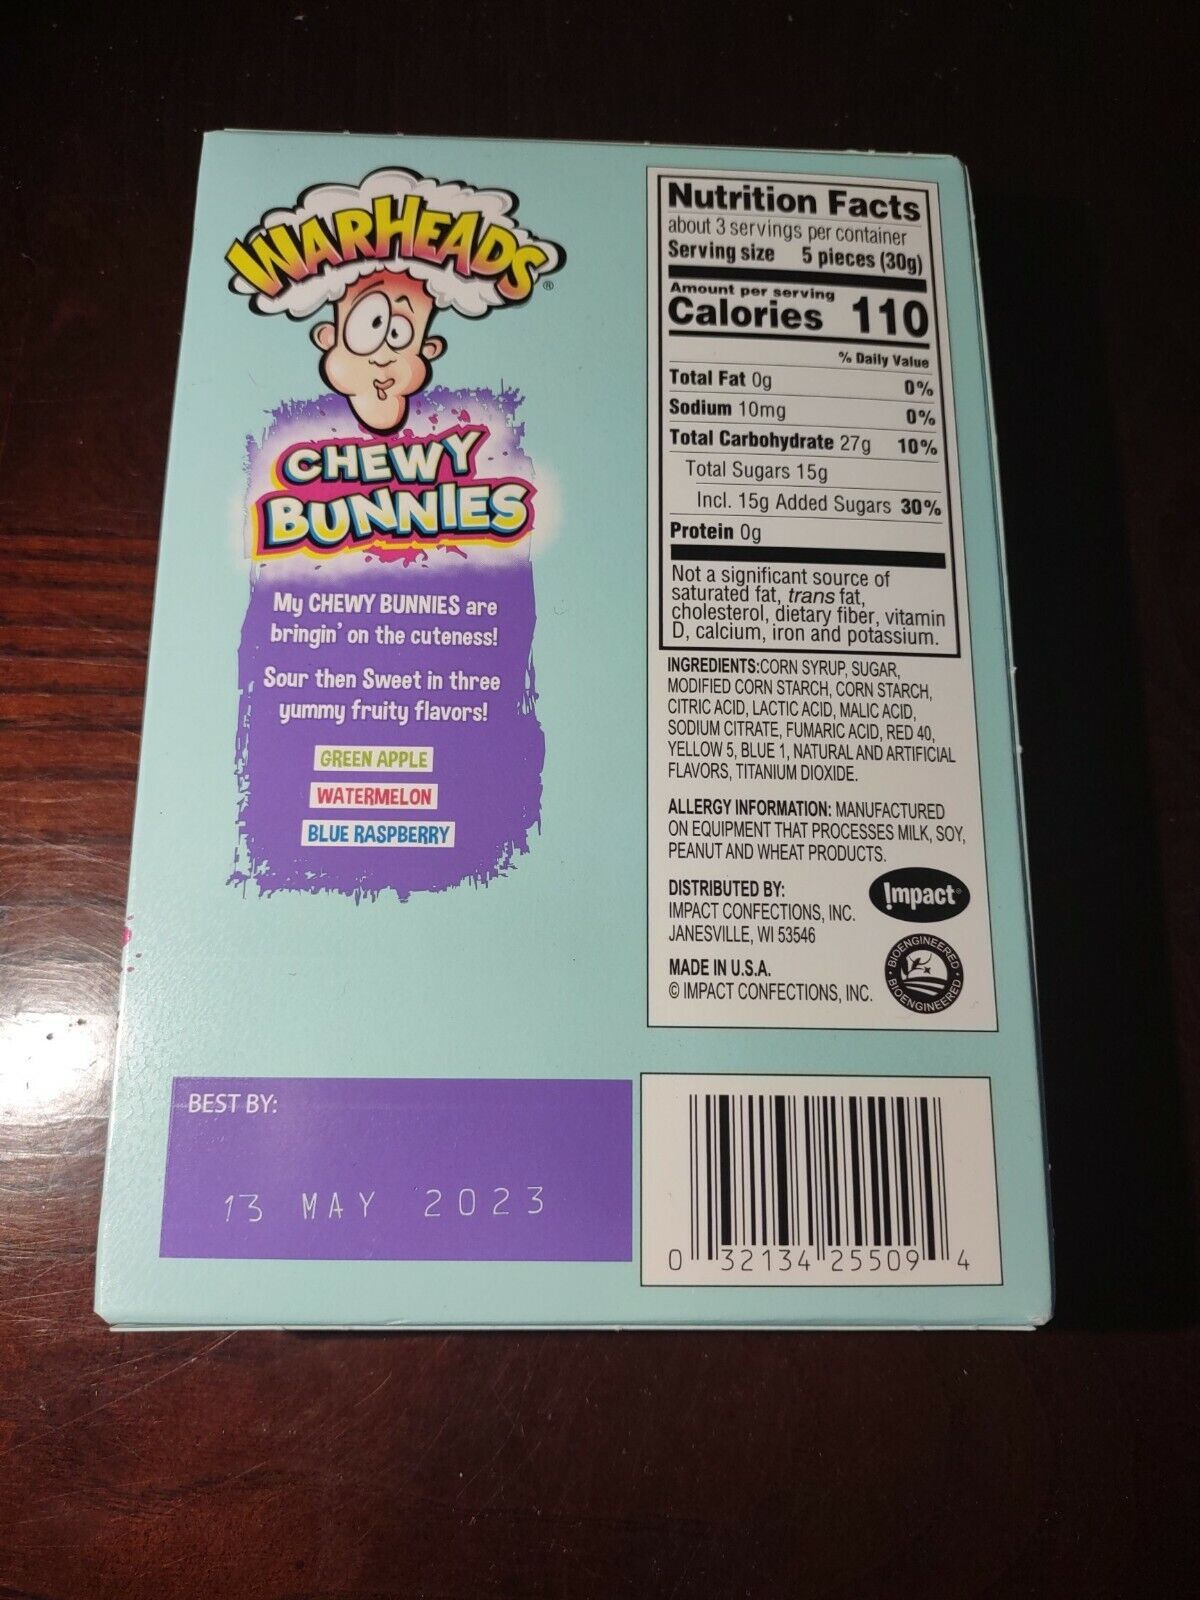 WARHEADS®
CHEWY
BUNNIES
My CHEWY BUNNIES are
bringin' on the cuteness!
Sour then Sweet in three
yummy fruity flavors!
GREEN APPLE
WATERMELON
BLUE RASPBERRY
BEST BY:
13 MAY 2023
Nutrition Facts
about 3 servings per container
Serving size 5 pieces (30g)
Amount per serving
Calories 110
% Daily Value
Total Fat 0g 0%
Sodium 10mg 0%
Total Carbohydrate 27g 10%
Total Sugars 15g
Incl. 15g Added Sugars 30%
Protein 0g
Not a significant source of
saturated fat, trans fat,
cholesterol, dietary fiber, vitamin
D, calcium, iron and potassium.
INGREDIENTS:CORN SYRUP, SUGAR,
MODIFIED CORN STARCH, CORN STARCH,
CITRIC ACID, LACTIC ACID, MALIC ACID,
SODIUM CITRATE, FUMARIC ACID, RED 40,
YELLOW 5, BLUE 1, NATURAL AND ARTIFICIAL
FLAVORS, TITANIUM DIOXIDE.
ALLERGY INFORMATION: MANUFACTURED
ON EQUIPMENT THAT PROCESSES MILK, SOY,
PEANUT AND WHEAT PRODUCTS.
DISTRIBUTED BY:
IMPACT CONFECTIONS, INC.
JANESVILLE, WI 53546
Impact®
MADE IN U.S.A.
© IMPACT CONFECTIONS, INC.
BIOENGINEERED
BIOENGINEERED
0 32134 25509 4